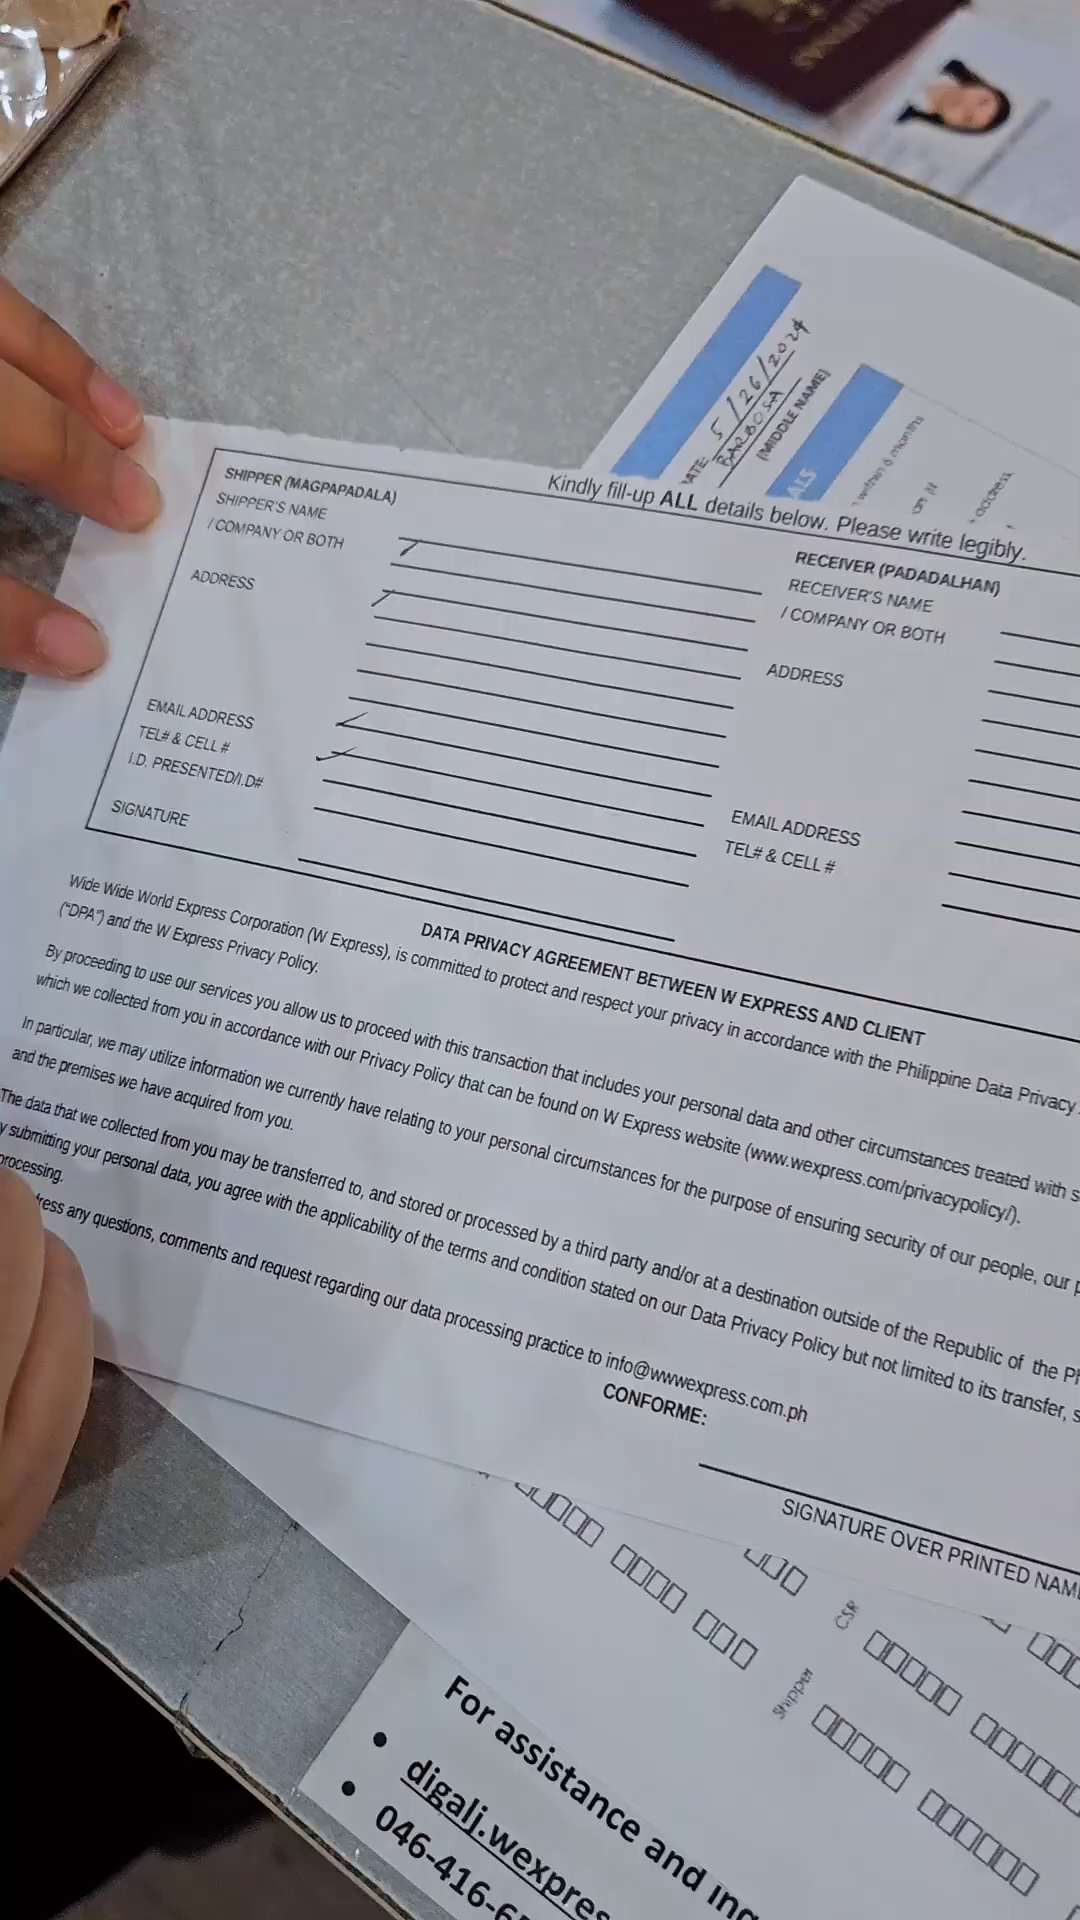 DATE: 5/26/2024
BARBOSA
(MIDDLE NAME)
ALS
within 6 months
address
Kindly fill-up ALL details below. Please write legibly.
SHIPPER (MAGPAPADALA)
SHIPPER'S NAME
/ COMPANY OR BOTH
ADDRESS
EMAIL ADDRESS
TEL# & CELL #
I.D. PRESENTED/I.D#
SIGNATURE
RECEIVER (PADADALHAN)
RECEIVER'S NAME
/ COMPANY OR BOTH
ADDRESS
EMAIL ADDRESS
TEL# & CELL #
DATA PRIVACY AGREEMENT BETWEEN W EXPRESS AND CLIENT
Wide Wide World Express Corporation (W Express), is committed to protect and respect your privacy in accordance with the Philippine Data Privacy
("DPA") and the W Express Privacy Policy.
By proceeding to use our services you allow us to proceed with this transaction that includes your personal data and other circumstances treated with
which we collected from you in accordance with our Privacy Policy that can be found on W Express website (www.wexpress.com/privacypolicy/).
In particular, we may utilize information we currently have relating to your personal circumstances for the purpose of ensuring security of our people, our
and the premises we have acquired from you.
The data that we collected from you may be transferred to, and stored or processed by a third party and/or at a destination outside of the Republic of the
y submitting your personal data, you agree with the applicability of the terms and condition stated on our Data Privacy Policy but not limited to its transfer,
processing.
dress any questions, comments and request regarding our data processing practice to info@wwwexpress.com.ph
CONFORME:
SIGNATURE OVER PRINTED NAM
CSR
Shipper
For assistance and inq
• digalj.wexpres
• 046-416-6